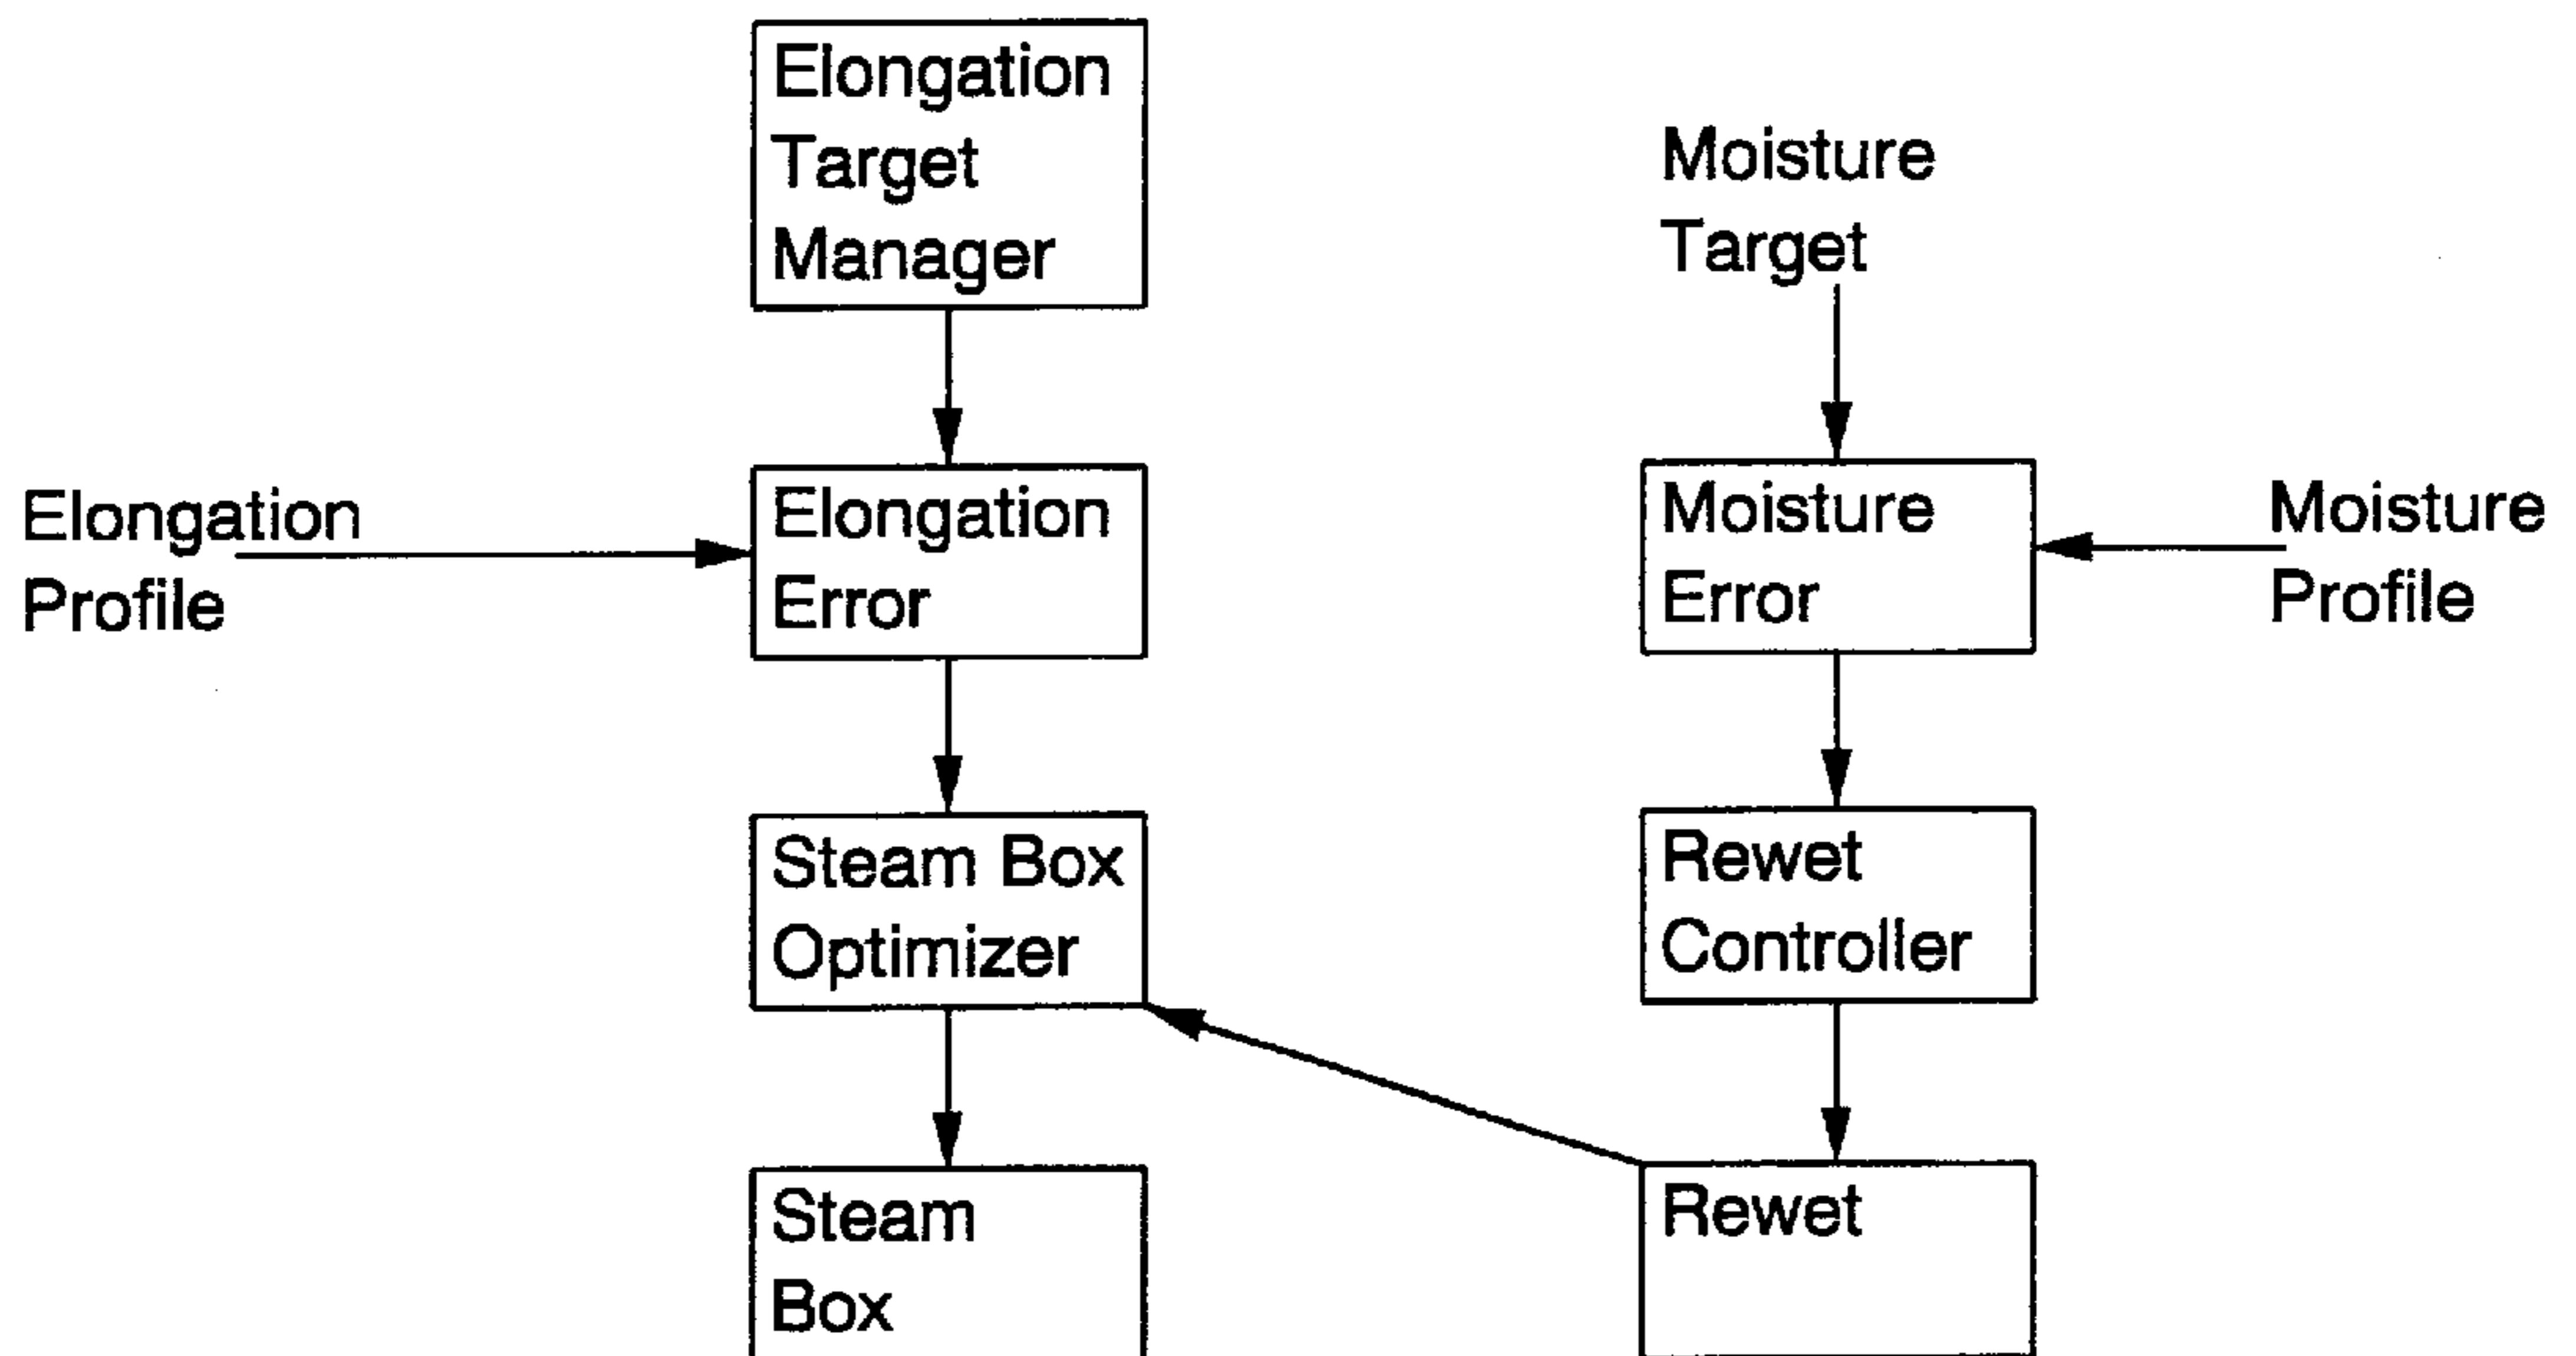 Elongation
Target
Manager
Moisture
Target
Elongation
Profile
Elongation
Error
Moisture
Error
Moisture
Profile
Steam Box
Optimizer
Rewet
Controller
Steam
Box
Rewet